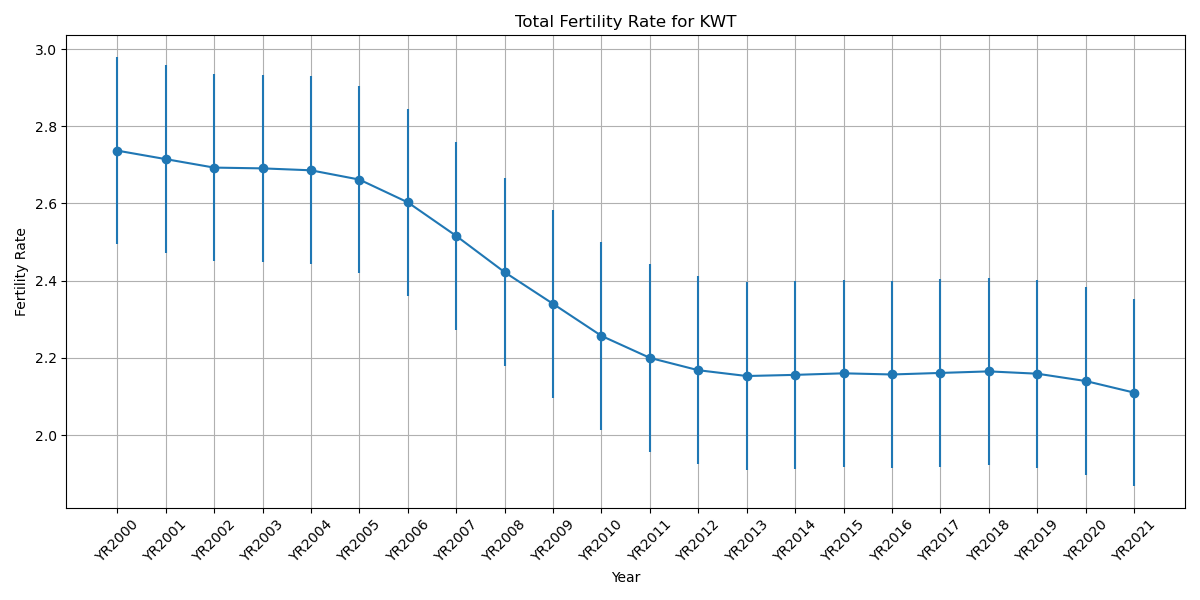 Total Fertility Rate for KWT
Fertility Rate
3.0
2.8
2.6
2.4
2.2
2.0
YR2000
YR2001
YR2002
YR2003
YR2004
YR2005
YR2006
YR2007
YR2008
YR2009
YR2010
YR2011
YR2012
YR2013
YR2014
YR2015
YR2016
YR2017
YR2018
YR2019
YR2020
YR2021
Year